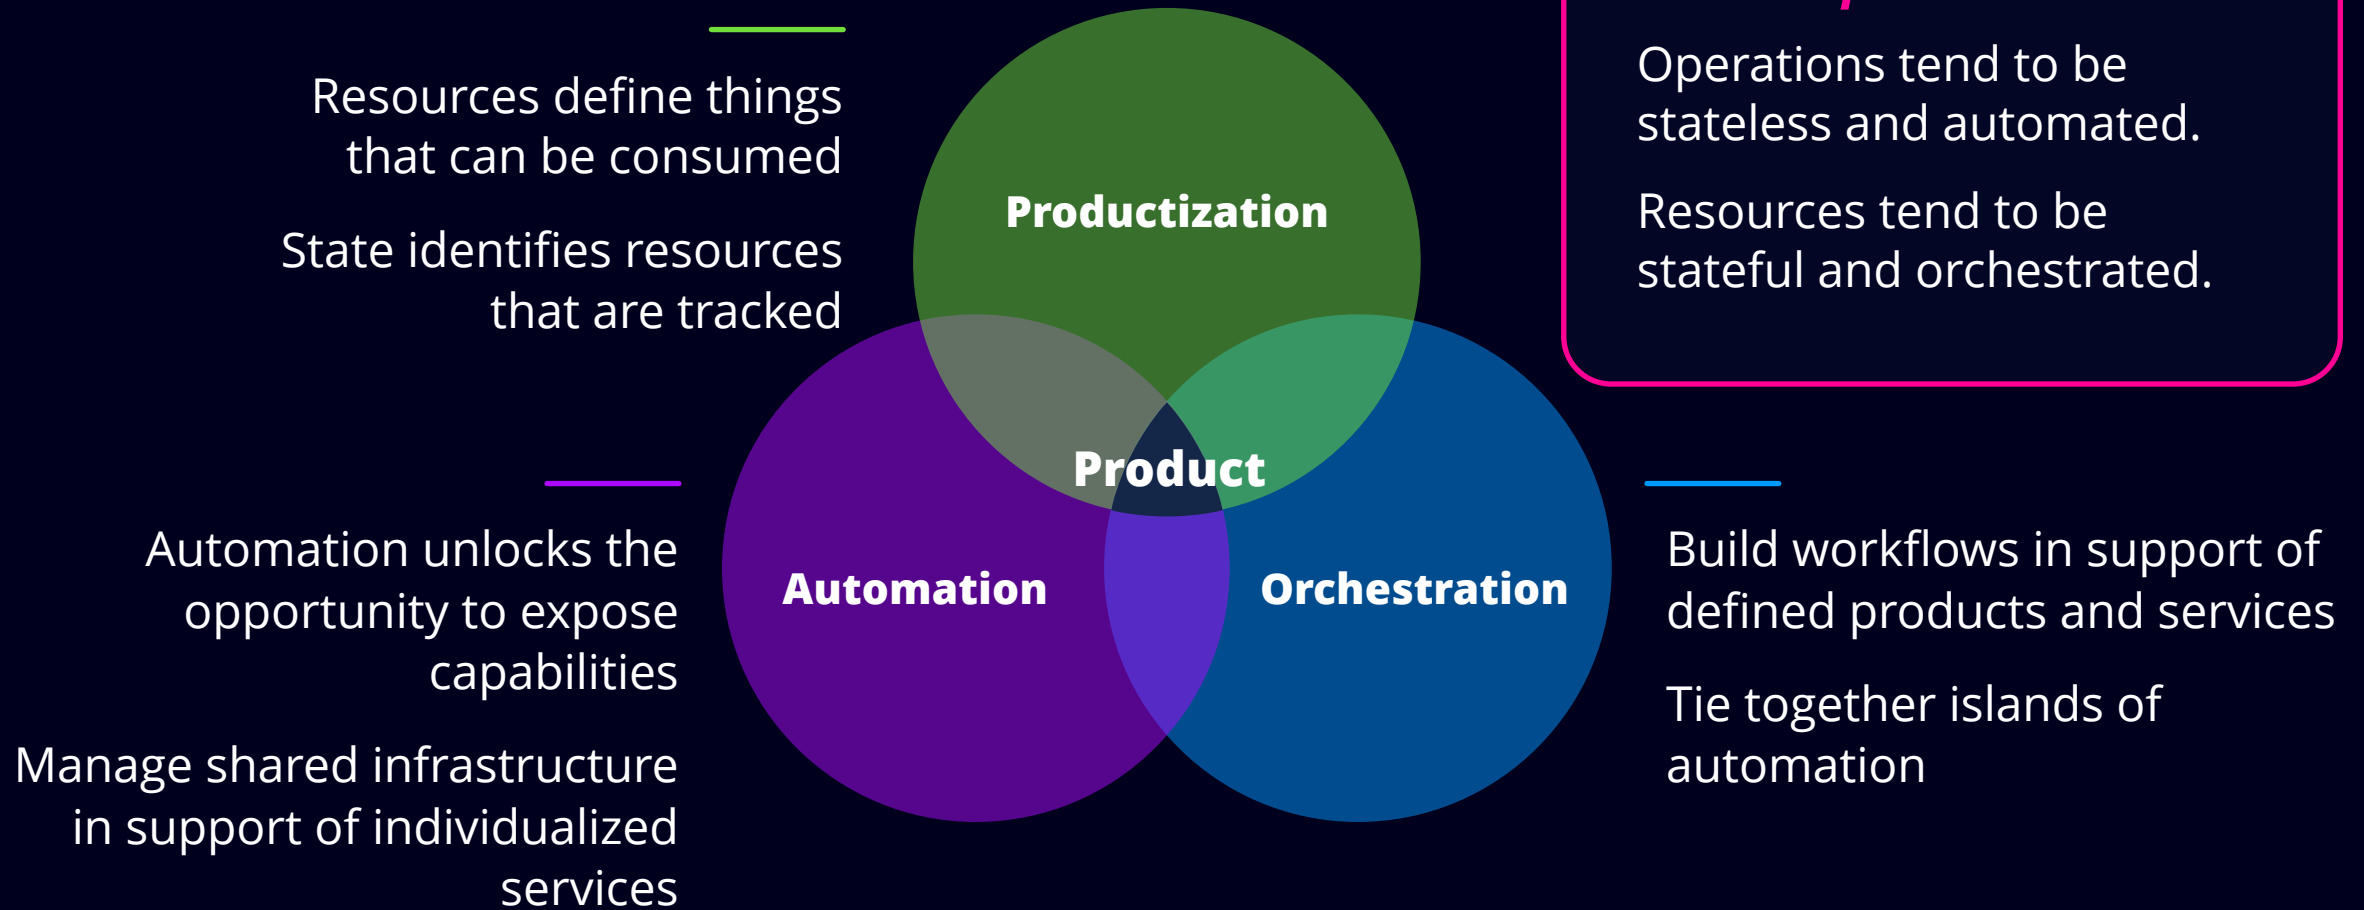 Resources define things
that can be consumed
State identifies resources
that are tracked
Productization
Operations tend to be
stateless and automated.
Resources tend to be
stateful and orchestrated.
Product
Automation
Orchestration
Automation unlocks the
opportunity to expose
capabilities
Manage shared infrastructure
in support of individualized
services
Build workflows in support of
defined products and services
Tie together islands of
automation